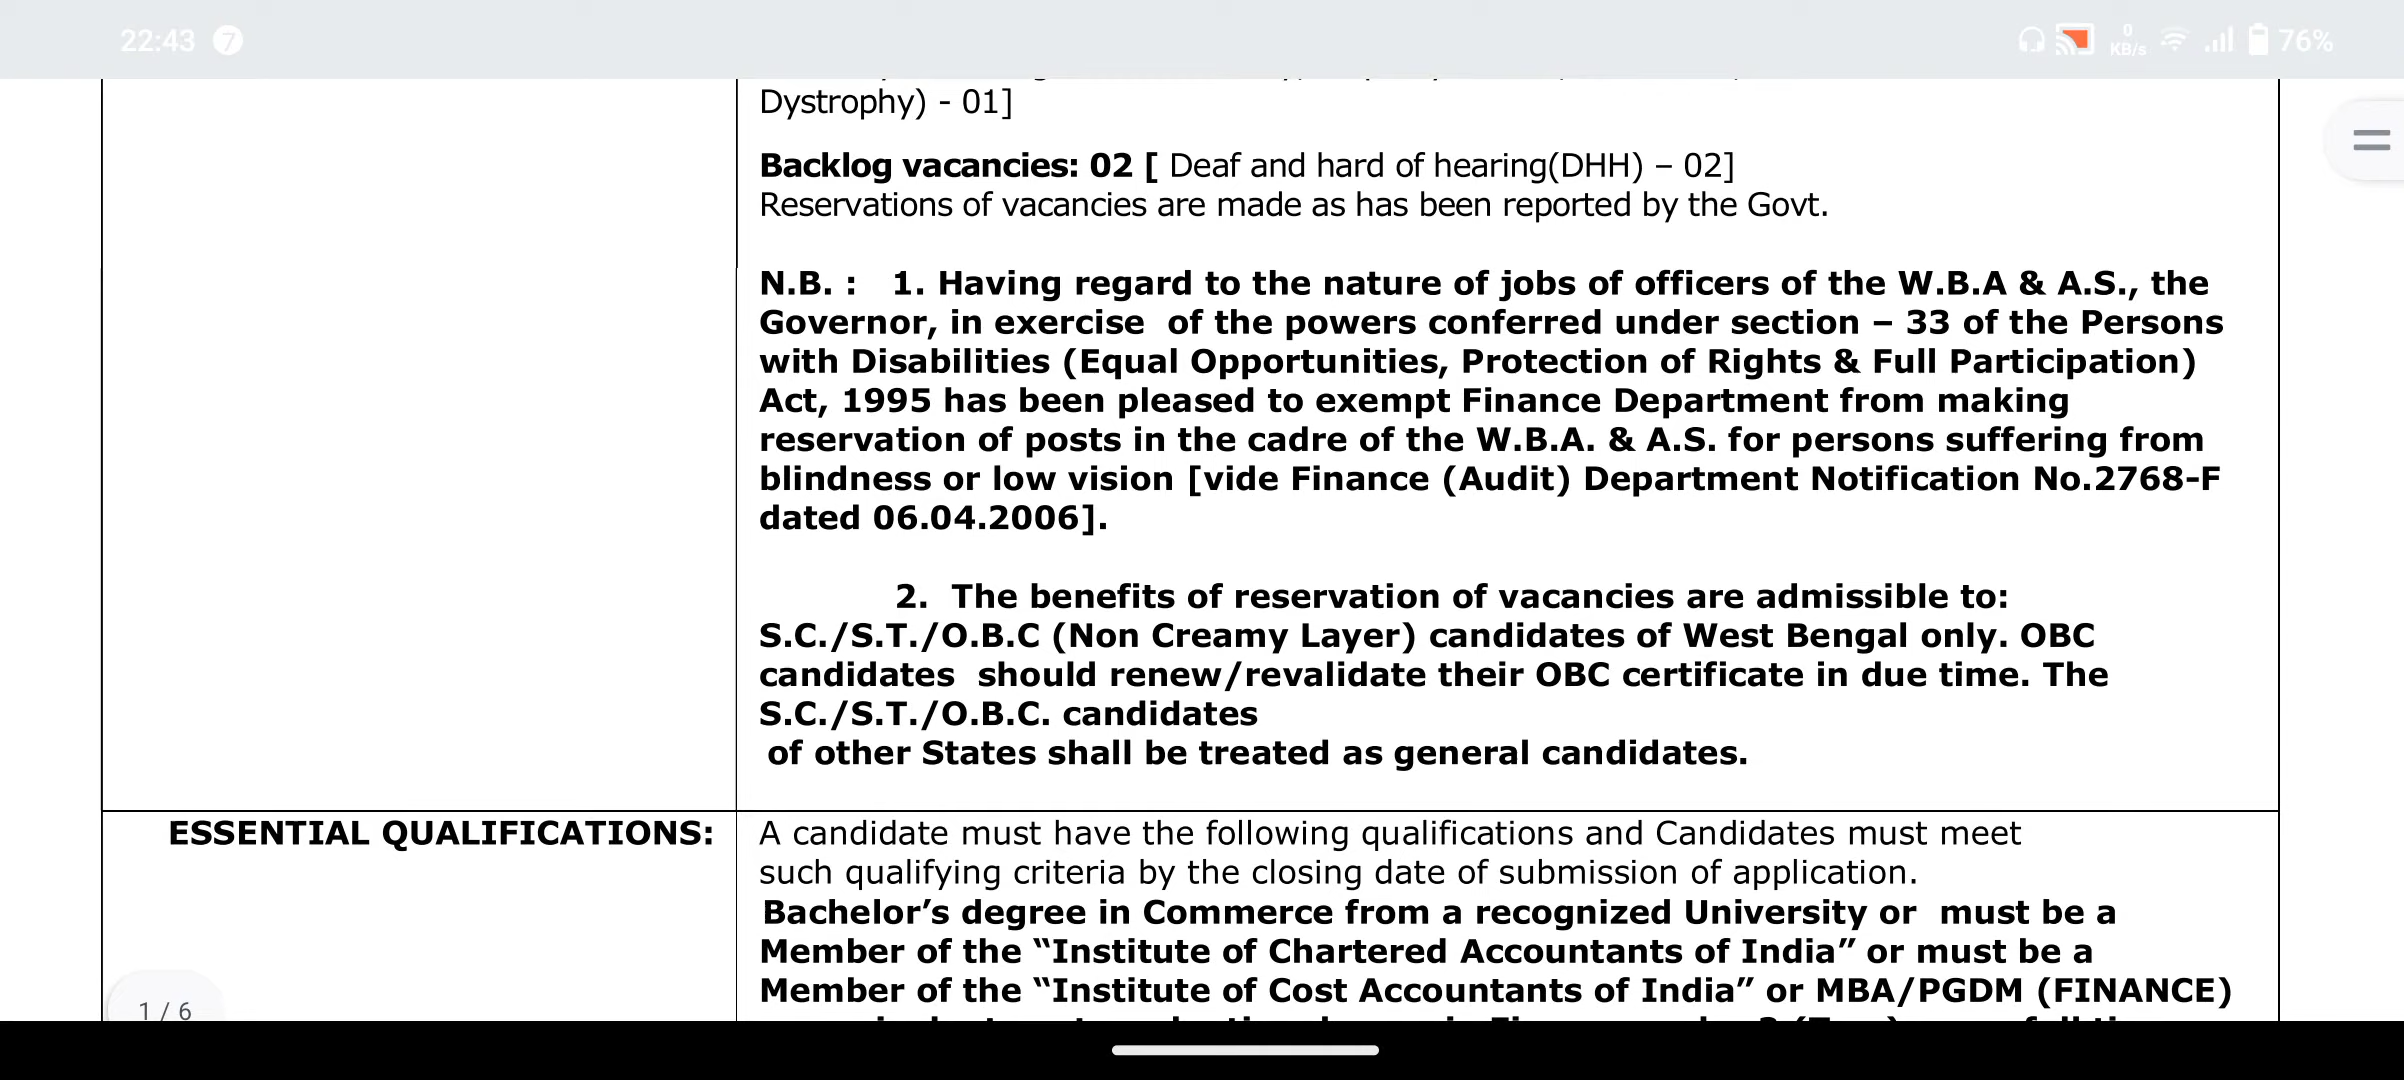 22:43 7 0 KB/s 76%
Dystrophy) - 01]
Backlog vacancies: 02 [ Deaf and hard of hearing(DHH) – 02]
Reservations of vacancies are made as has been reported by the Govt.
N.B. : 1. Having regard to the nature of jobs of officers of the W.B.A & A.S., the
Governor, in exercise of the powers conferred under section – 33 of the Persons
with Disabilities (Equal Opportunities, Protection of Rights & Full Participation)
Act, 1995 has been pleased to exempt Finance Department from making
reservation of posts in the cadre of the W.B.A. & A.S. for persons suffering from
blindness or low vision [vide Finance (Audit) Department Notification No.2768-F
dated 06.04.2006].
2. The benefits of reservation of vacancies are admissible to:
S.C./S.T./O.B.C (Non Creamy Layer) candidates of West Bengal only. OBC
candidates should renew/revalidate their OBC certificate in due time. The
S.C./S.T./O.B.C. candidates
of other States shall be treated as general candidates.
ESSENTIAL QUALIFICATIONS: A candidate must have the following qualifications and Candidates must meet
such qualifying criteria by the closing date of submission of application.
Bachelor’s degree in Commerce from a recognized University or must be a
Member of the “Institute of Chartered Accountants of India” or must be a
Member of the “Institute of Cost Accountants of India” or MBA/PGDM (FINANCE)
1 / 6